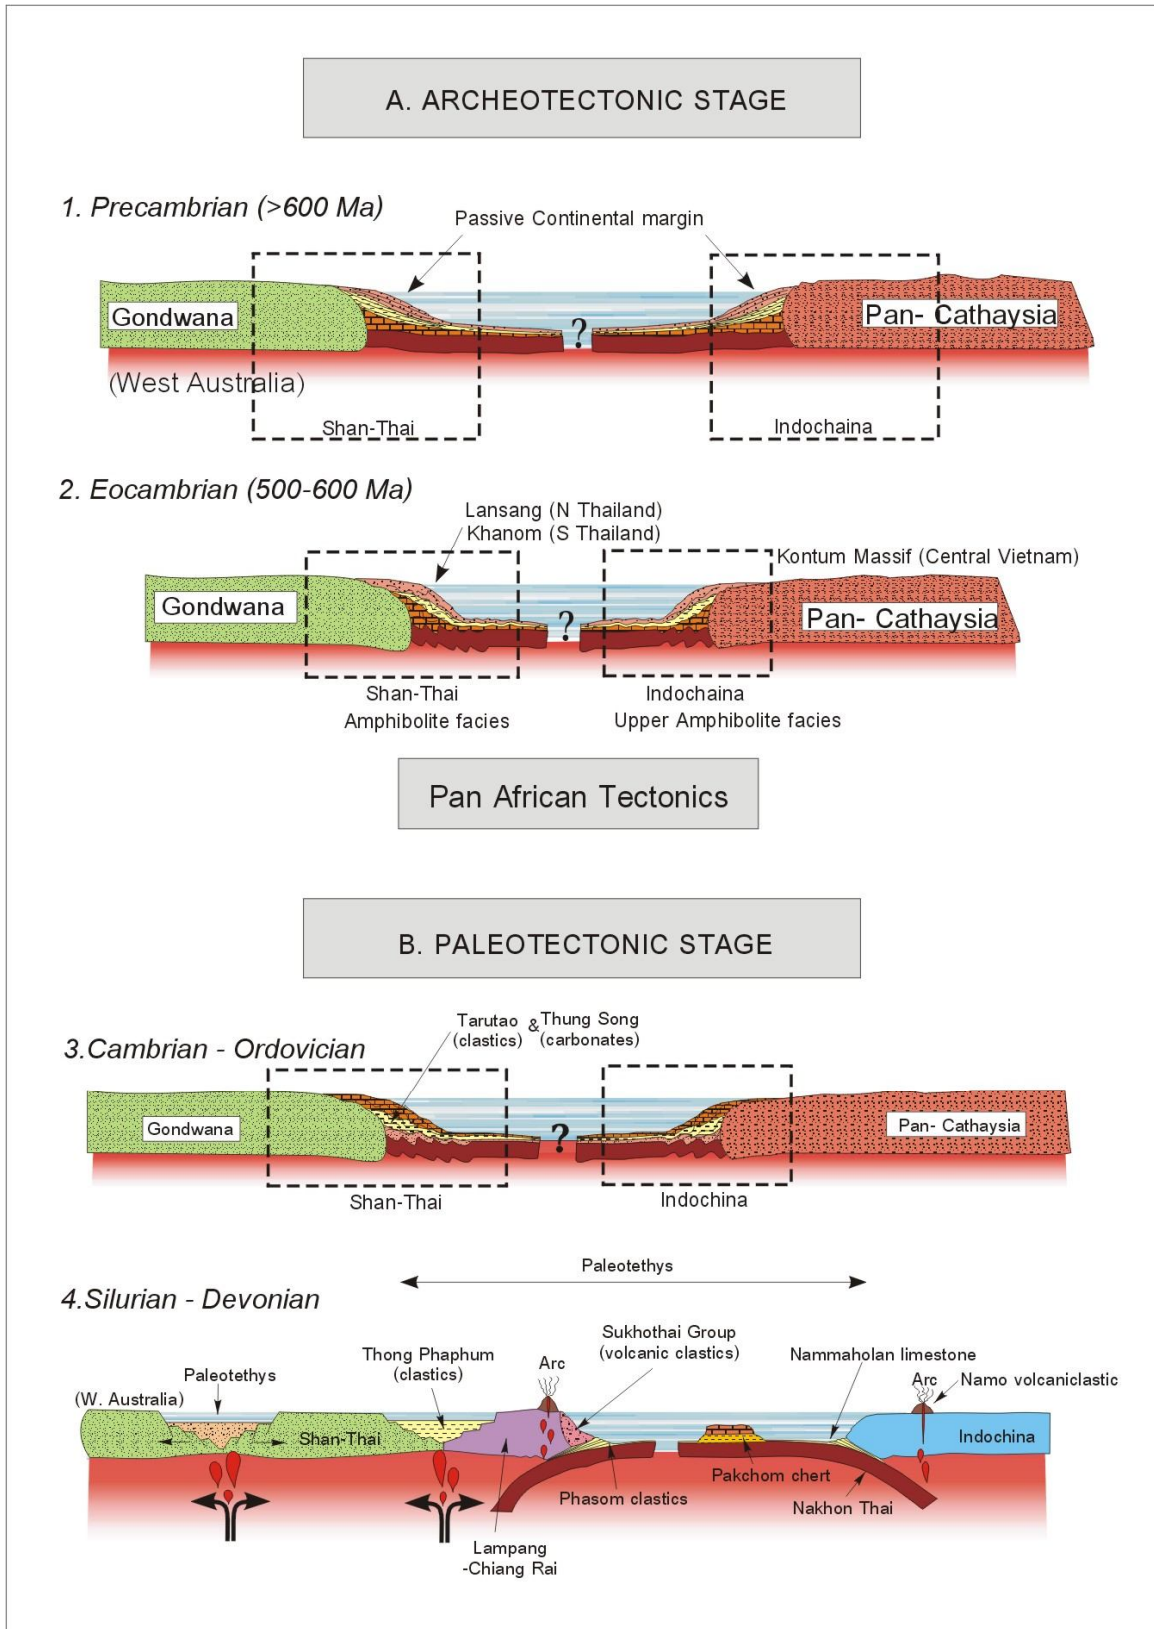 A. ARCHEOTECTONIC STAGE
1. Precambrian (>600 Ma)
Passive Continental margin
Gondwana
?
Pan- Cathaysia
(West Australia)
Shan-Thai
Indochaina
2. Eocambrian (500-600 Ma)
Lansang (N Thailand)
Khanom (S Thailand)
Kontum Massif (Central Vietnam)
Gondwana
?
Pan- Cathaysia
Shan-Thai
Indochaina
Amphibolite facies
Upper Amphibolite facies
Pan African Tectonics
B. PALEOTECTONIC STAGE
3.Cambrian - Ordovician
Tarutao & Thung Song
(clastics) (carbonates)
Gondwana
?
Pan- Cathaysia
Shan-Thai
Indochina
Paleotethys
4.Silurian - Devonian
Sukhothai Group
(volcanic clastics)
Thong Phaphum
(clastics)
Arc
Nammaholan limestone
Paleotethys
Arc
Namo volcaniclastic
(W. Australia)
Shan-Thai
Indochina
Pakchom chert
Phasom clastics
Nakhon Thai
Lampang
-Chiang Rai